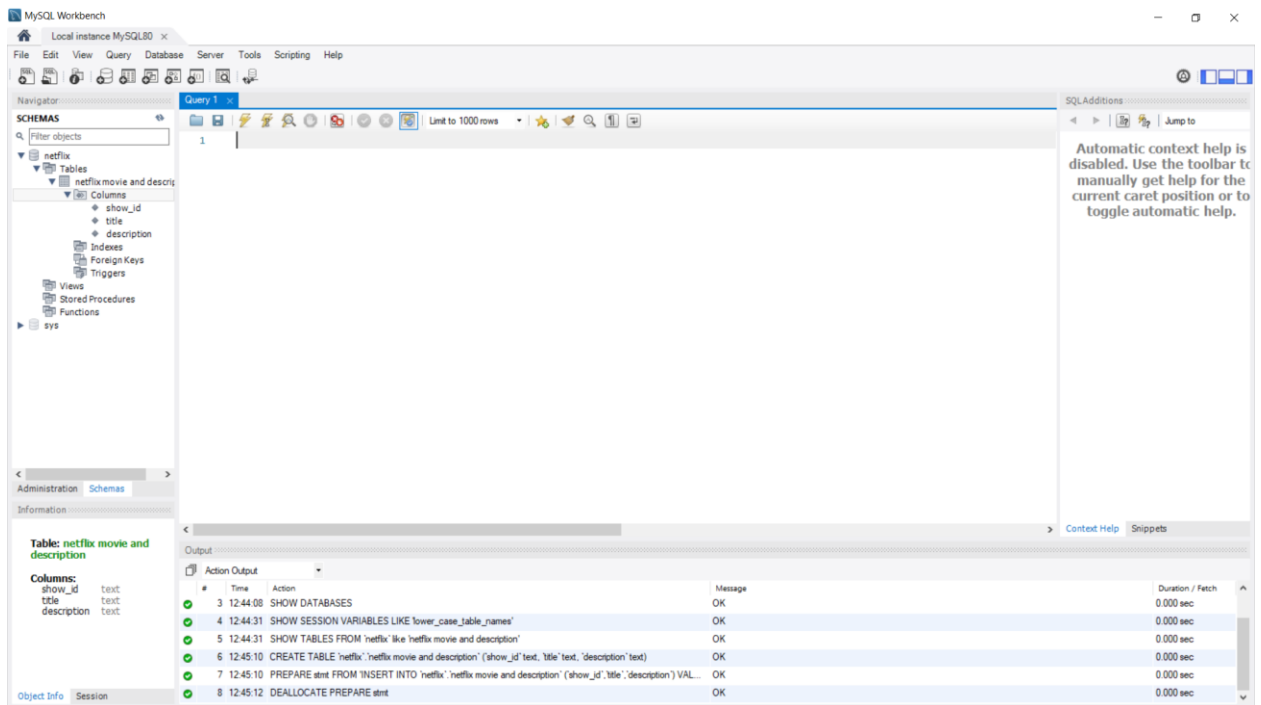 MySQL Workbench
Local instance MySQL80 ×
File Edit View Query Database Server Tools Scripting Help
Navigator
SCHEMAS
Filter objects
netflix
Tables
netflix movie and descrip
Columns
show_id
title
description
Indexes
Foreign Keys
Triggers
Views
Stored Procedures
Functions
sys
Administration Schemas
Information
Table: netflix movie and
description
Columns:
show_id text
title text
description text
Object Info Session
Query 1 ×
Limit to 1000 rows
1
SQLAdditions
Jump to
Automatic context help is
disabled. Use the toolbar to
manually get help for the
current caret position or to
toggle automatic help.
Context Help Snippets
Output
Action Output
# Time Action Message Duration / Fetch
3 12:44:08 SHOW DATABASES OK 0.000 sec
4 12:44:31 SHOW SESSION VARIABLES LIKE 'lower_case_table_names' OK 0.000 sec
5 12:44:31 SHOW TABLES FROM `netflix` like 'netflix movie and description' OK 0.000 sec
6 12:45:10 CREATE TABLE `netflix`.`netflix movie and description` (`show_id` text, `title` text, `description` text) OK 0.000 sec
7 12:45:10 PREPARE stmt FROM 'INSERT INTO `netflix`.`netflix movie and description` (`show_id`,`title`,`description`) VAL... OK 0.000 sec
8 12:45:12 DEALLOCATE PREPARE stmt OK 0.000 sec